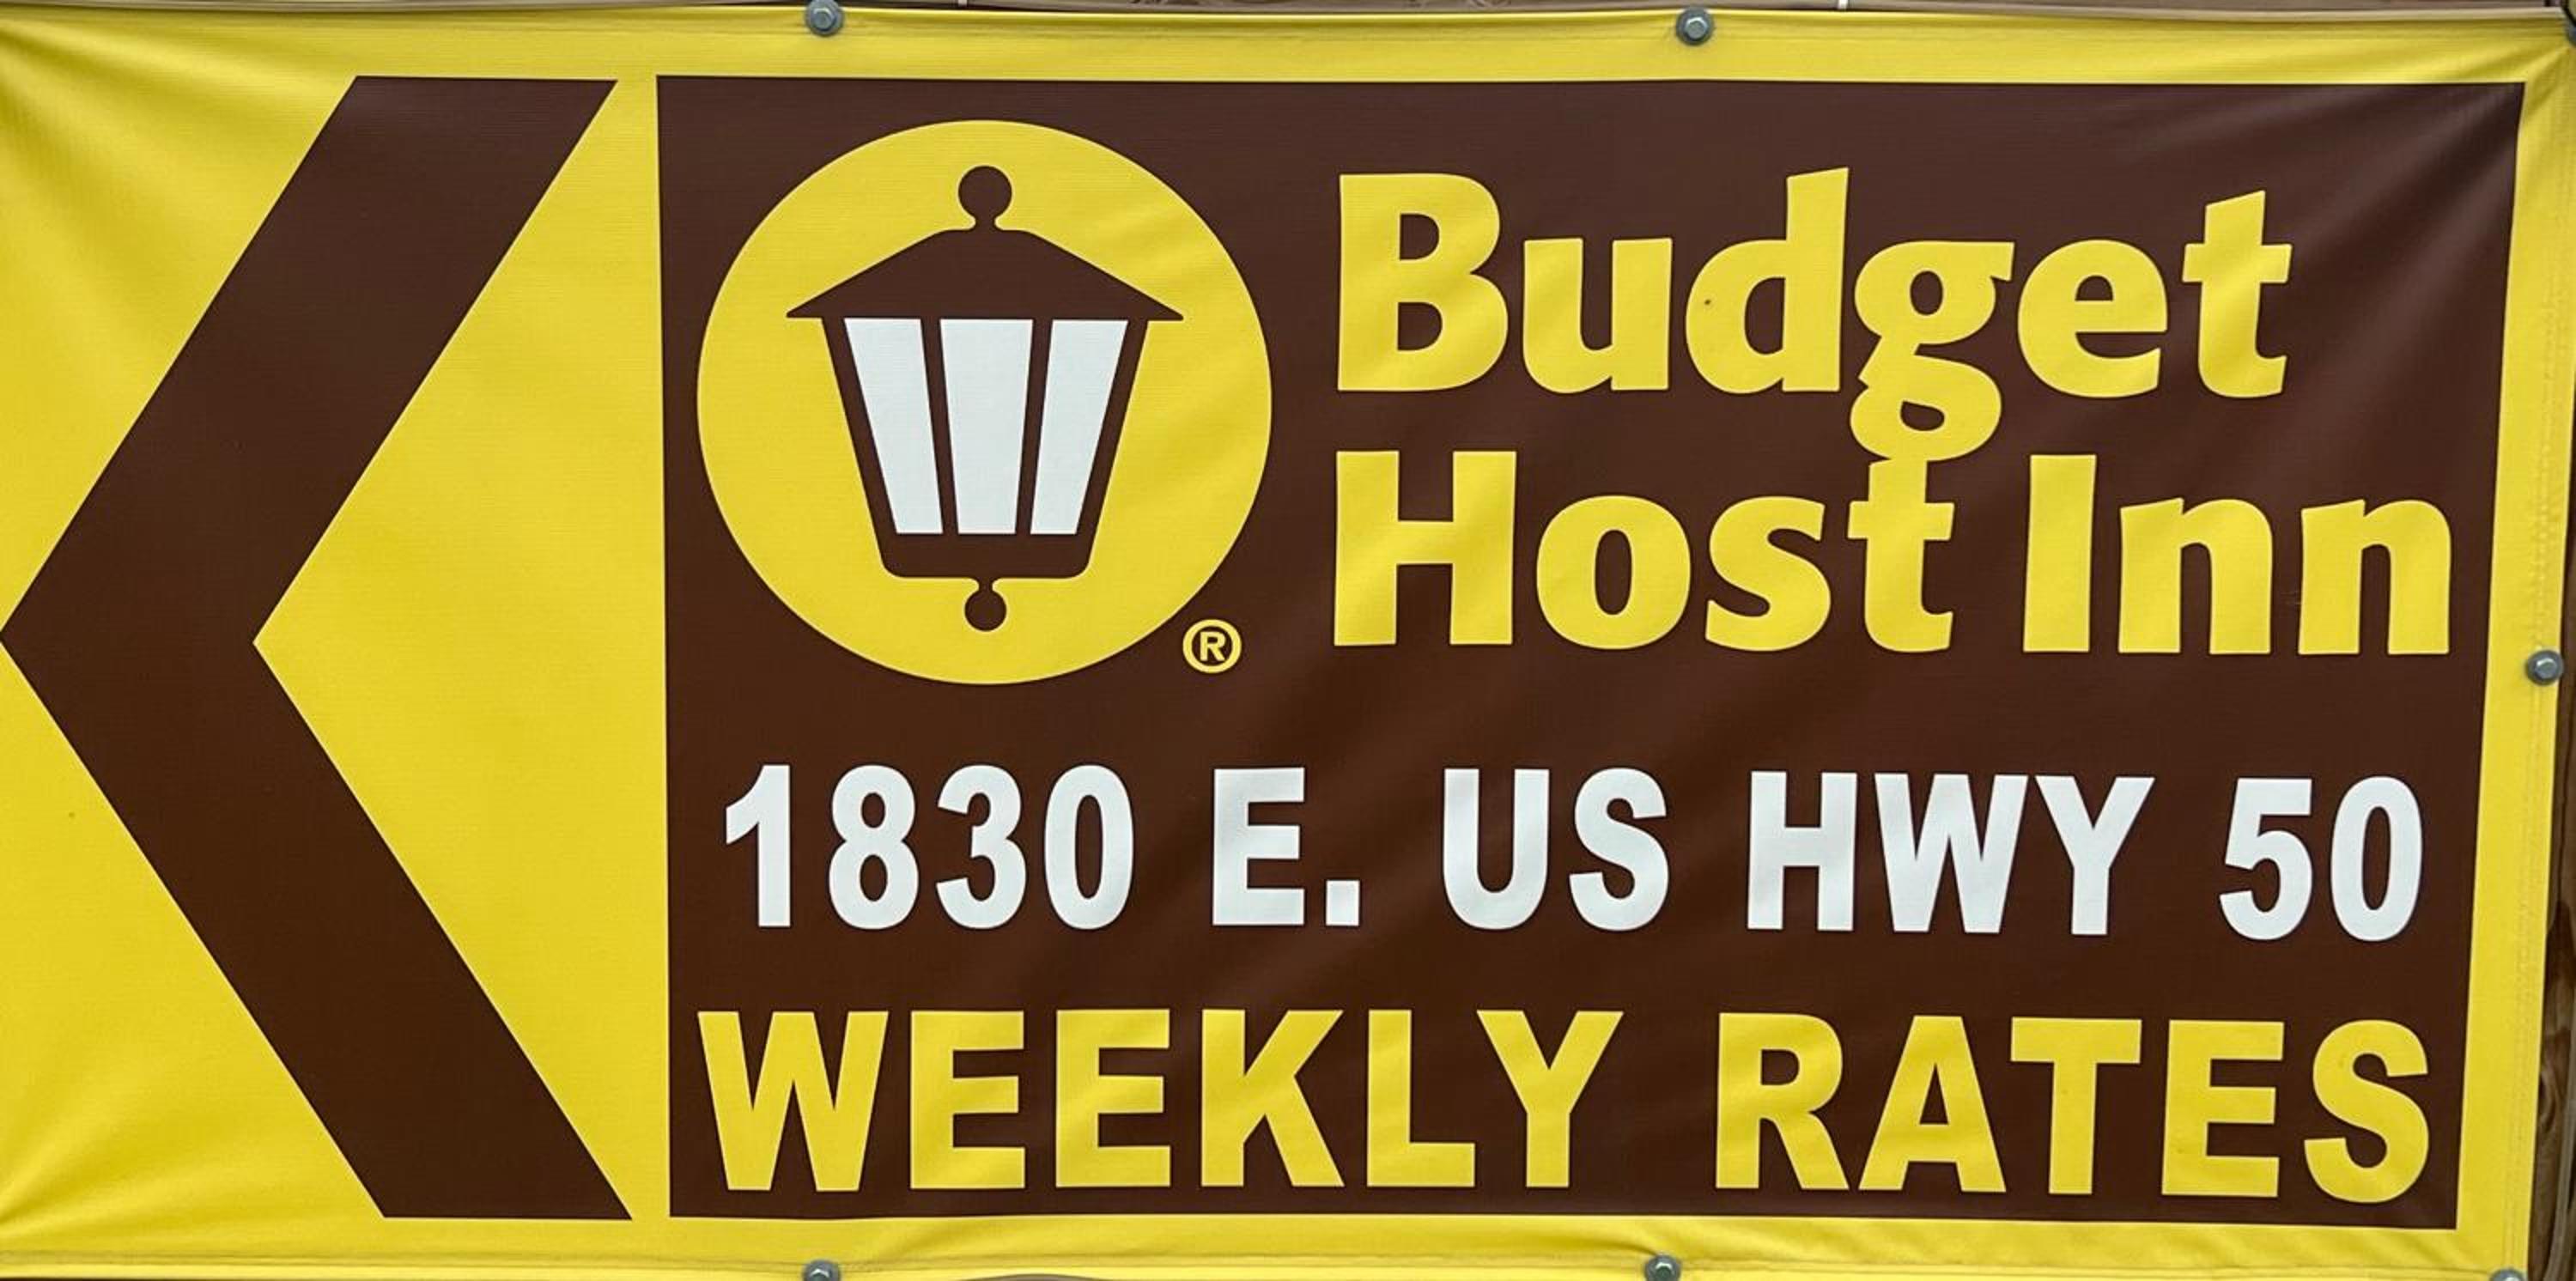 Budget
Host Inn
®
1830 E. US HWY 50
WEEKLY RATES